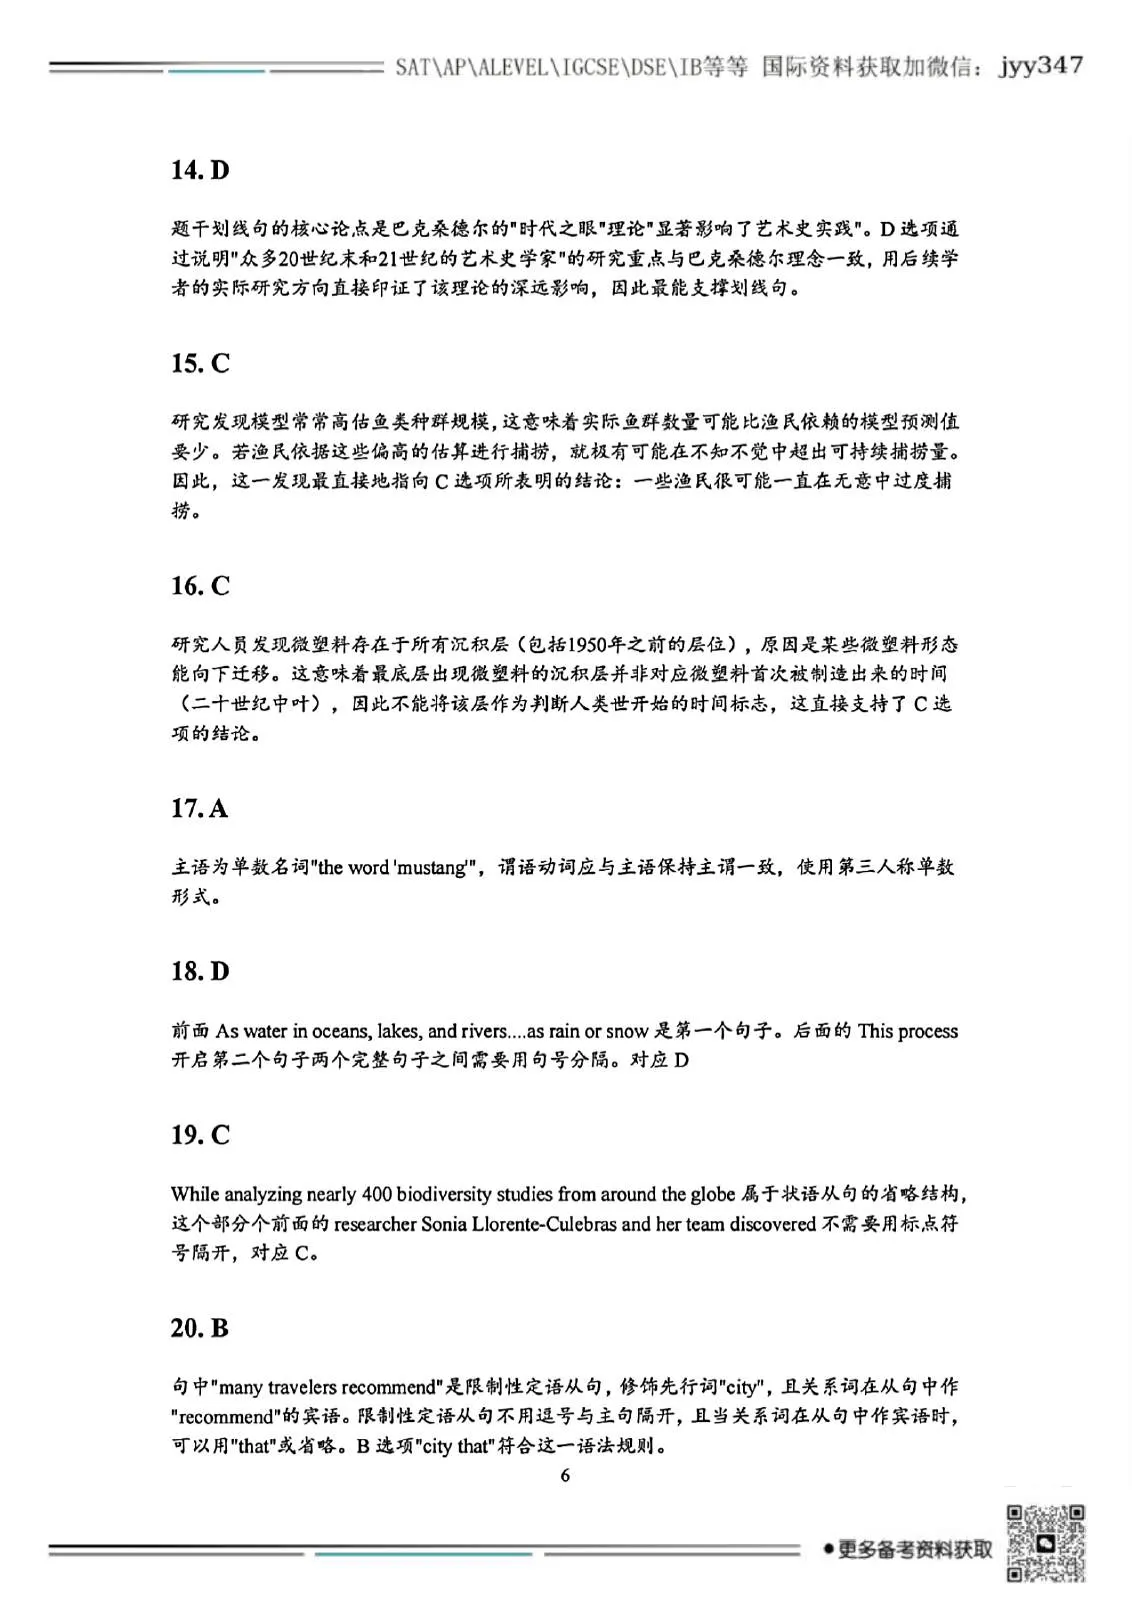 SAT\AP\ALEVEL\IGCSE\DSE\IB等等 国际资料获取加微信：jyy347
14. D
题干划线句的核心论点是巴克桑德尔的"时代之眼"理论"显著影响了艺术史实践"。D 选项通
过说明"众多20世纪末和21世纪的艺术史学家"的研究重点与巴克桑德尔理念一致，用后续学
者的实际研究方向直接印证了该理论的深远影响，因此最能支撑划线句。
15. C
研究发现模型常常高估鱼类种群规模，这意味着实际鱼群数量可能比渔民依赖的模型预测值
要少。若渔民依据这些偏高的估算进行捕捞，就极有可能在不知不觉中超出可持续捕捞量。
因此，这一发现最直接地指向 C 选项所表明的结论：一些渔民很可能一直在无意中过度捕
捞。
16. C
研究人员发现微塑料存在于所有沉积层（包括1950年之前的层位），原因是某些微塑料形态
能向下迁移。这意味着最底层出现微塑料的沉积层并非对应微塑料首次被制造出来的时间
（二十世纪中叶），因此不能将该层作为判断人类世开始的时间标志，这直接支持了 C 选
项的结论。
17. A
主语为单数名词"the word 'mustang'"，谓语动词应与主语保持主谓一致，使用第三人称单数
形式。
18. D
前面 As water in oceans, lakes, and rivers....as rain or snow 是第一个句子。后面的 This process
开启第二个句子两个完整句子之间需要用句号分隔。对应 D
19. C
While analyzing nearly 400 biodiversity studies from around the globe 属于状语从句的省略结构，
这个部分个前面的 researcher Sonia Llorente-Culebras and her team discovered 不需要用标点符
号隔开，对应 C。
20. B
句中"many travelers recommend"是限制性定语从句，修饰先行词"city"，且关系词在从句中作
"recommend"的宾语。限制性定语从句不用逗号与主句隔开，且当关系词在从句中作宾语时，
可以用"that"或省略。B 选项"city that"符合这一语法规则。
6
●更多备考资料获取